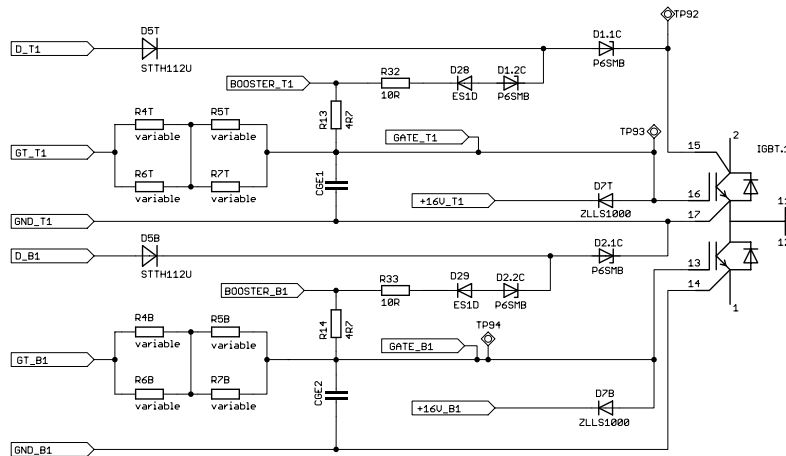 TP92
D5T
D1.1C
D_T1
STTH112U
P6SMB
R32
D28
D1.2C
BOOSTER_T1
10R
ES1D
P6SMB
R4T
R5T
R13
4R7
variable
variable
GATE_T1
TP93
2
GT_T1
15
IGBT.1
R6T
R7T
CGE1
D7T
variable
variable
+16V_T1
16
ZLLS1000
11
GND_T1
17
D5B
D2.1C
12
D_B1
STTH112U
P6SMB
13
R33
D29
D2.2C
BOOSTER_B1
14
10R
ES1D
P6SMB
1
R4B
R5B
R14
4R7
TP94
variable
variable
GATE_B1
GT_B1
R6B
R7B
CGE2
D7B
variable
variable
+16V_B1
ZLLS1000
GND_B1